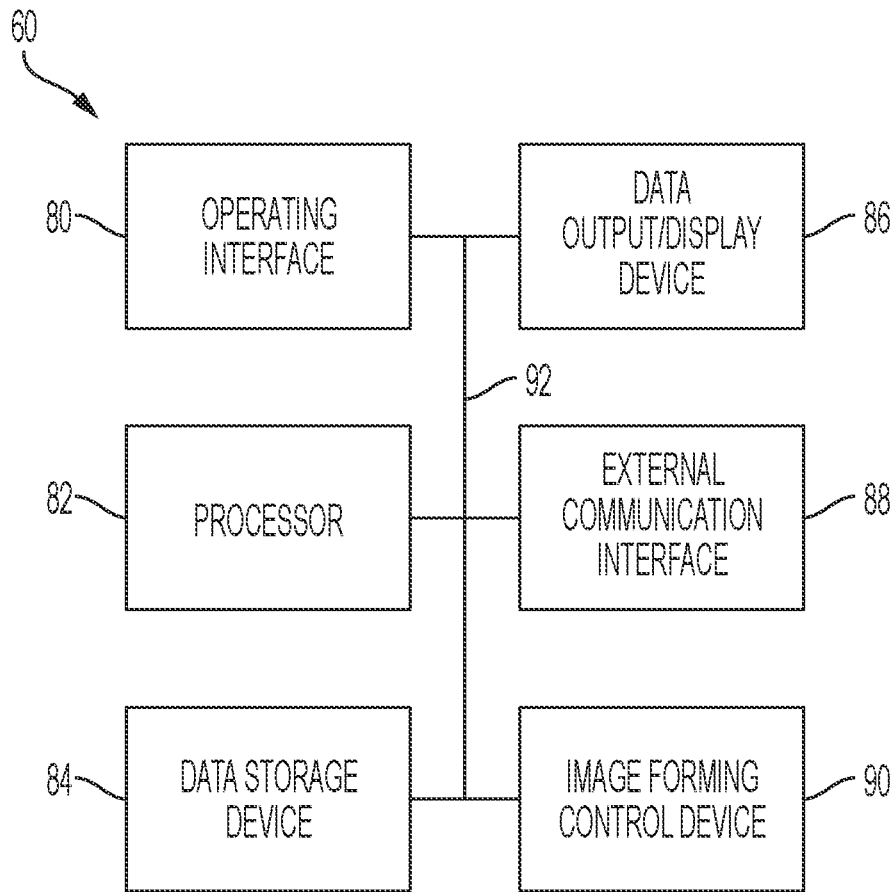 60
80
OPERATING
INTERFACE
DATA
OUTPUT/DISPLAY
DEVICE
86
92
82
PROCESSOR
EXTERNAL
COMMUNICATION
INTERFACE
88
84
DATA STORAGE
DEVICE
IMAGE FORMING
CONTROL DEVICE
90